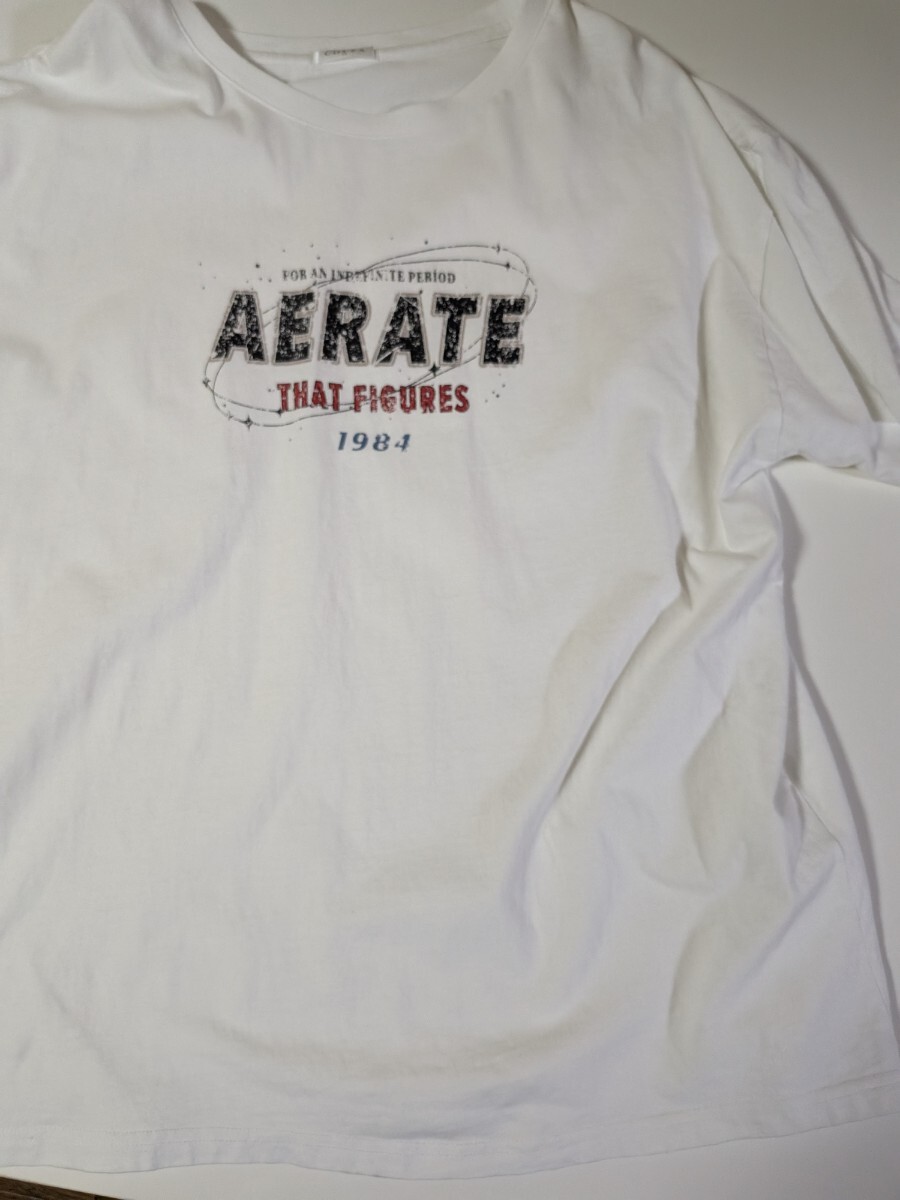 FOR AN INDEFINITE PERIOD
AERATE
THAT FIGURES
1984